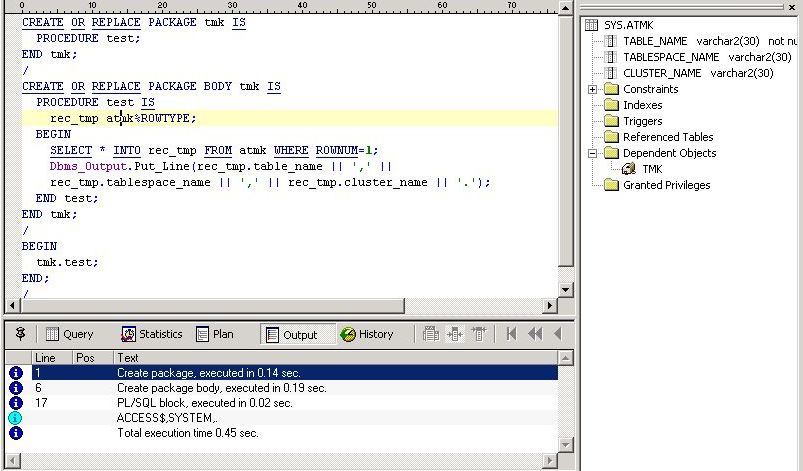 0 10 20 30 40 50 60 70
CREATE OR REPLACE PACKAGE tmk IS
PROCEDURE test;
END tmk;
/
CREATE OR REPLACE PACKAGE BODY tmk IS
PROCEDURE test IS
rec_tmp atmk%ROWTYPE;
BEGIN
SELECT * INTO rec_tmp FROM atmk WHERE ROWNUM=1;
Dbms_Output.Put_Line(rec_tmp.table_name || ',' ||
rec_tmp.tablespace_name || ',' || rec_tmp.cluster_name || '.');
END test;
END tmk;
/
BEGIN
tmk.test;
END;
/
SYS.ATMK
TABLE_NAME varchar2(30) not nu
TABLESPACE_NAME varchar2(30)
CLUSTER_NAME varchar2(30)
Constraints
Indexes
Triggers
Referenced Tables
Dependent Objects
TMK
Granted Privileges
Query Statistics Plan Output History
Line Pos Text
1 Create package, executed in 0.14 sec.
6 Create package body, executed in 0.19 sec.
17 PL/SQL block, executed in 0.02 sec.
ACCESS$,SYSTEM,.
Total execution time 0.45 sec.